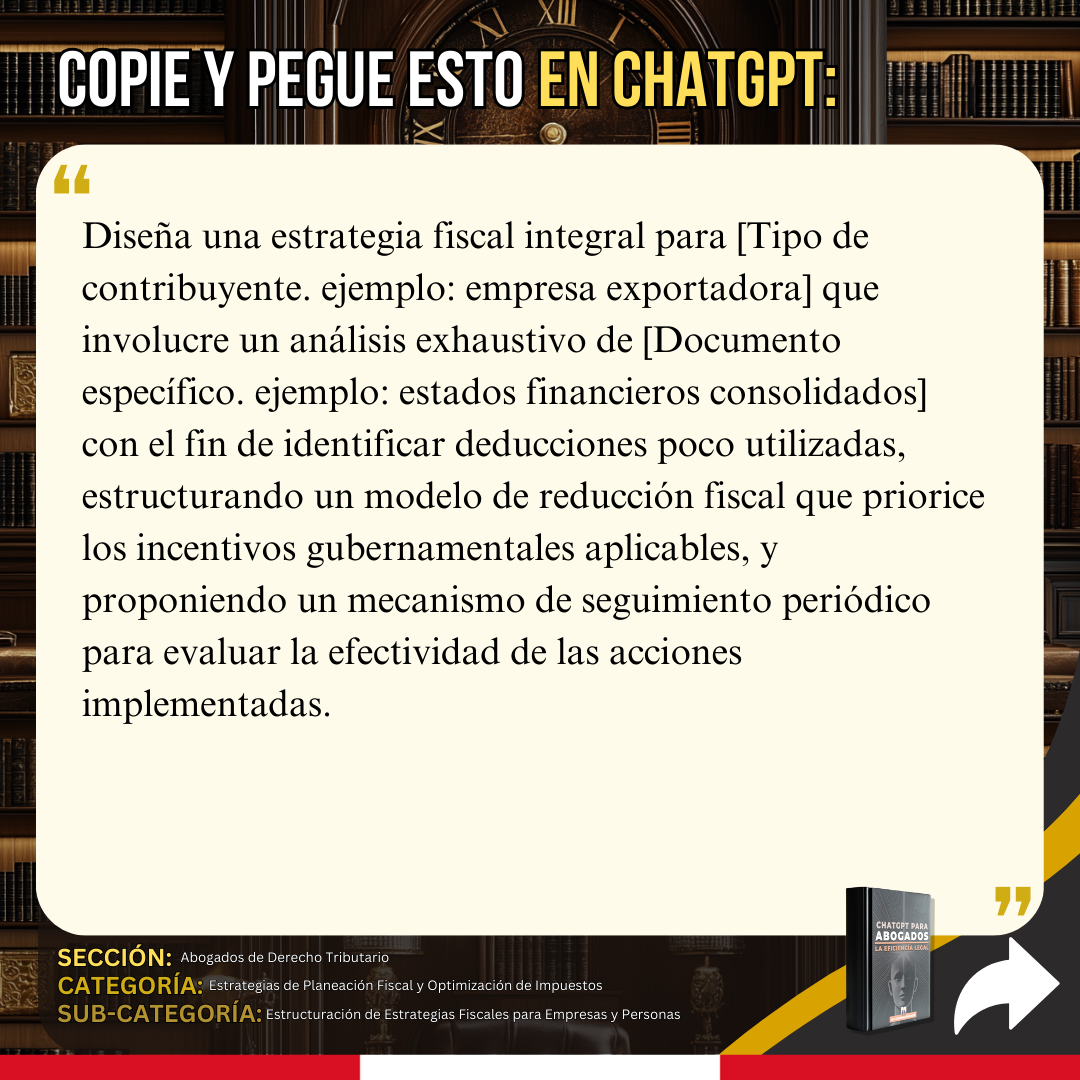 COPIE Y PEGUE ESTO EN CHATGPT:
“
Diseña una estrategia fiscal integral para [Tipo de
contribuyente. ejemplo: empresa exportadora] que
involucre un análisis exhaustivo de [Documento
específico. ejemplo: estados financieros consolidados]
con el fin de identificar deducciones poco utilizadas,
estructurando un modelo de reducción fiscal que priorice
los incentivos gubernamentales aplicables, y
proponiendo un mecanismo de seguimiento periódico
para evaluar la efectividad de las acciones
implementadas.
”
CHATGPT PARA
ABOGADOS
LA EFICIENCIA LEGAL
SECCIÓN: Abogados de Derecho Tributario
CATEGORÍA: Estrategias de Planeación Fiscal y Optimización de Impuestos
SUB-CATEGORÍA: Estructuración de Estrategias Fiscales para Empresas y Personas